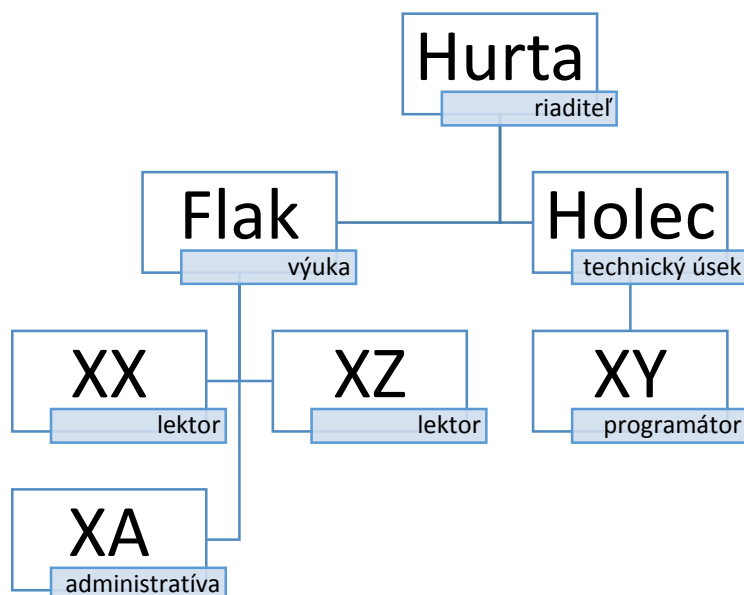 Hurta
riaditeľ
Flak
výuka
Holec
technický úsek
XX
lektor
XZ
lektor
XY
programátor
XA
administratíva